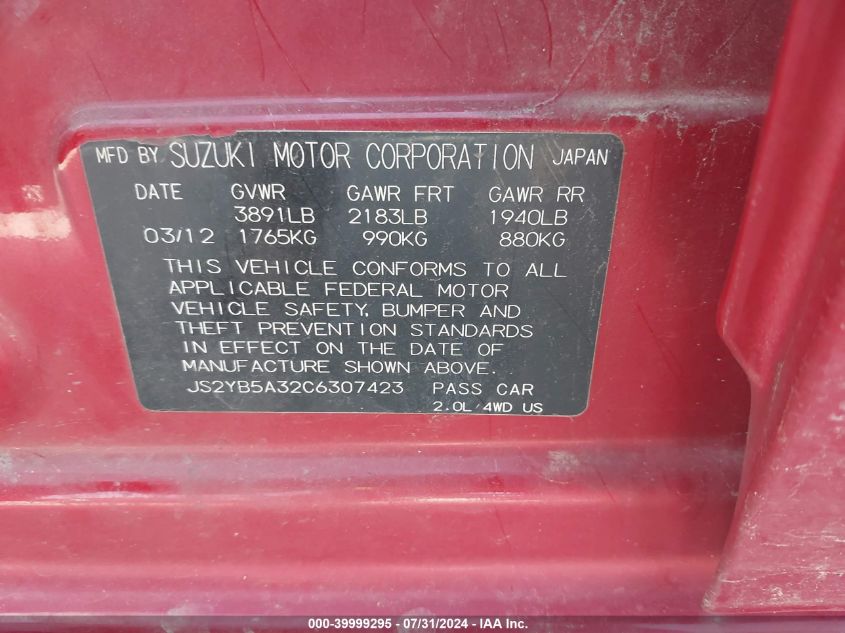 MFD BY SUZUKI MOTOR CORPORATION JAPAN
DATE GVWR GAWR FRT GAWR RR
3891LB 2183LB 1940LB
03/12 1765KG 990KG 880KG
THIS VEHICLE CONFORMS TO ALL
APPLICABLE FEDERAL MOTOR
VEHICLE SAFETY, BUMPER AND
THEFT PREVENTION STANDARDS
IN EFFECT ON THE DATE OF
MANUFACTURE SHOWN ABOVE.
JS2YB5A32C6307423 PASS CAR
2.0L/4WD US
000-39999295 - 07/31/2024 - IAA Inc.